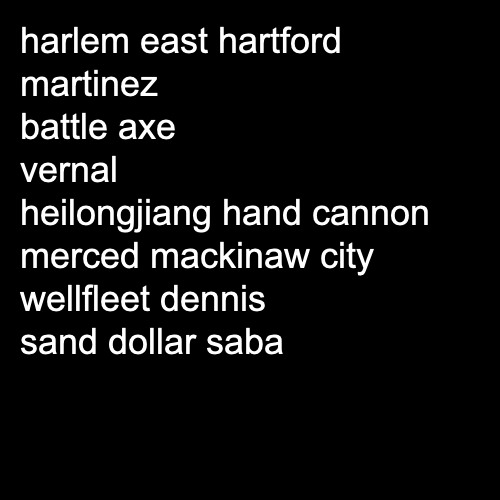 harlem east hartford
martinez
battle axe
vernal
heilongjiang hand cannon
merced mackinaw city
wellfleet dennis
sand dollar saba